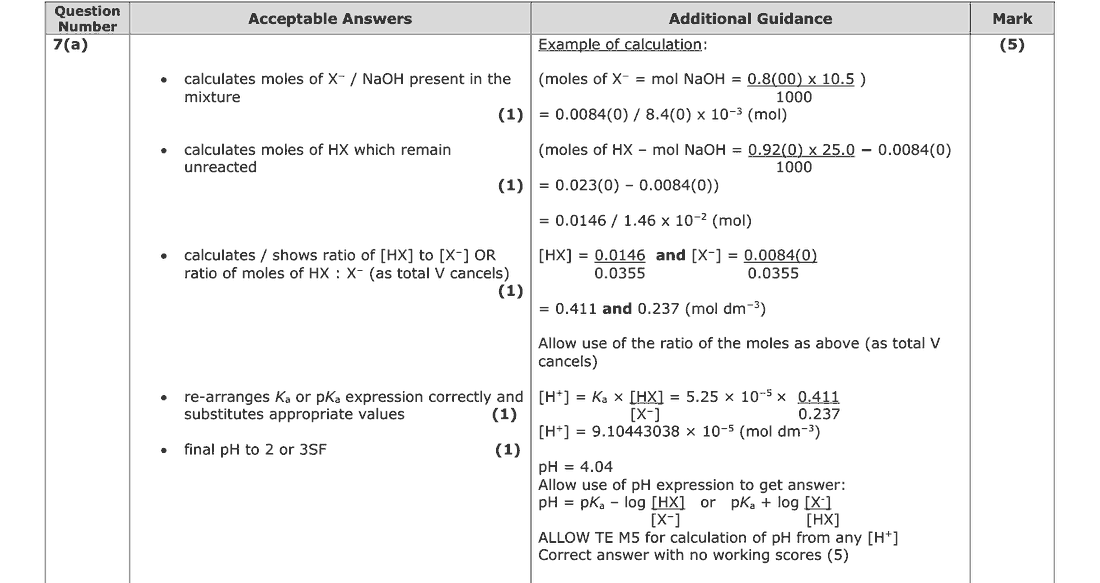 Question Number
Acceptable Answers
Additional Guidance
Mark
7(a)
(5)
• calculates moles of X⁻ / NaOH present in the
mixture
(1)
• calculates moles of HX which remain
unreacted
(1)
• calculates / shows ratio of [HX] to [X⁻] OR
ratio of moles of HX : X⁻ (as total V cancels)
(1)
• re-arranges Kₐ or pKₐ expression correctly and
substitutes appropriate values (1)
• final pH to 2 or 3SF (1)
Example of calculation:
(moles of X⁻ = mol NaOH = 0.8(00) x 10.5 )
1000
= 0.0084(0) / 8.4(0) x 10⁻³ (mol)
(moles of HX – mol NaOH = 0.92(0) x 25.0 – 0.0084(0)
1000
= 0.023(0) – 0.0084(0))
= 0.0146 / 1.46 x 10⁻² (mol)
[HX] = 0.0146 and [X⁻] = 0.0084(0)
0.0355 0.0355
= 0.411 and 0.237 (mol dm⁻³)
Allow use of the ratio of the moles as above (as total V
cancels)
[H⁺] = Kₐ × [HX] = 5.25 × 10⁻⁵ × 0.411
[X⁻] 0.237
[H⁺] = 9.10443038 × 10⁻⁵ (mol dm⁻³)
pH = 4.04
Allow use of pH expression to get answer:
pH = pKₐ – log [HX] or pKₐ + log [X⁻]
[X⁻] [HX]
ALLOW TE M5 for calculation of pH from any [H⁺]
Correct answer with no working scores (5)